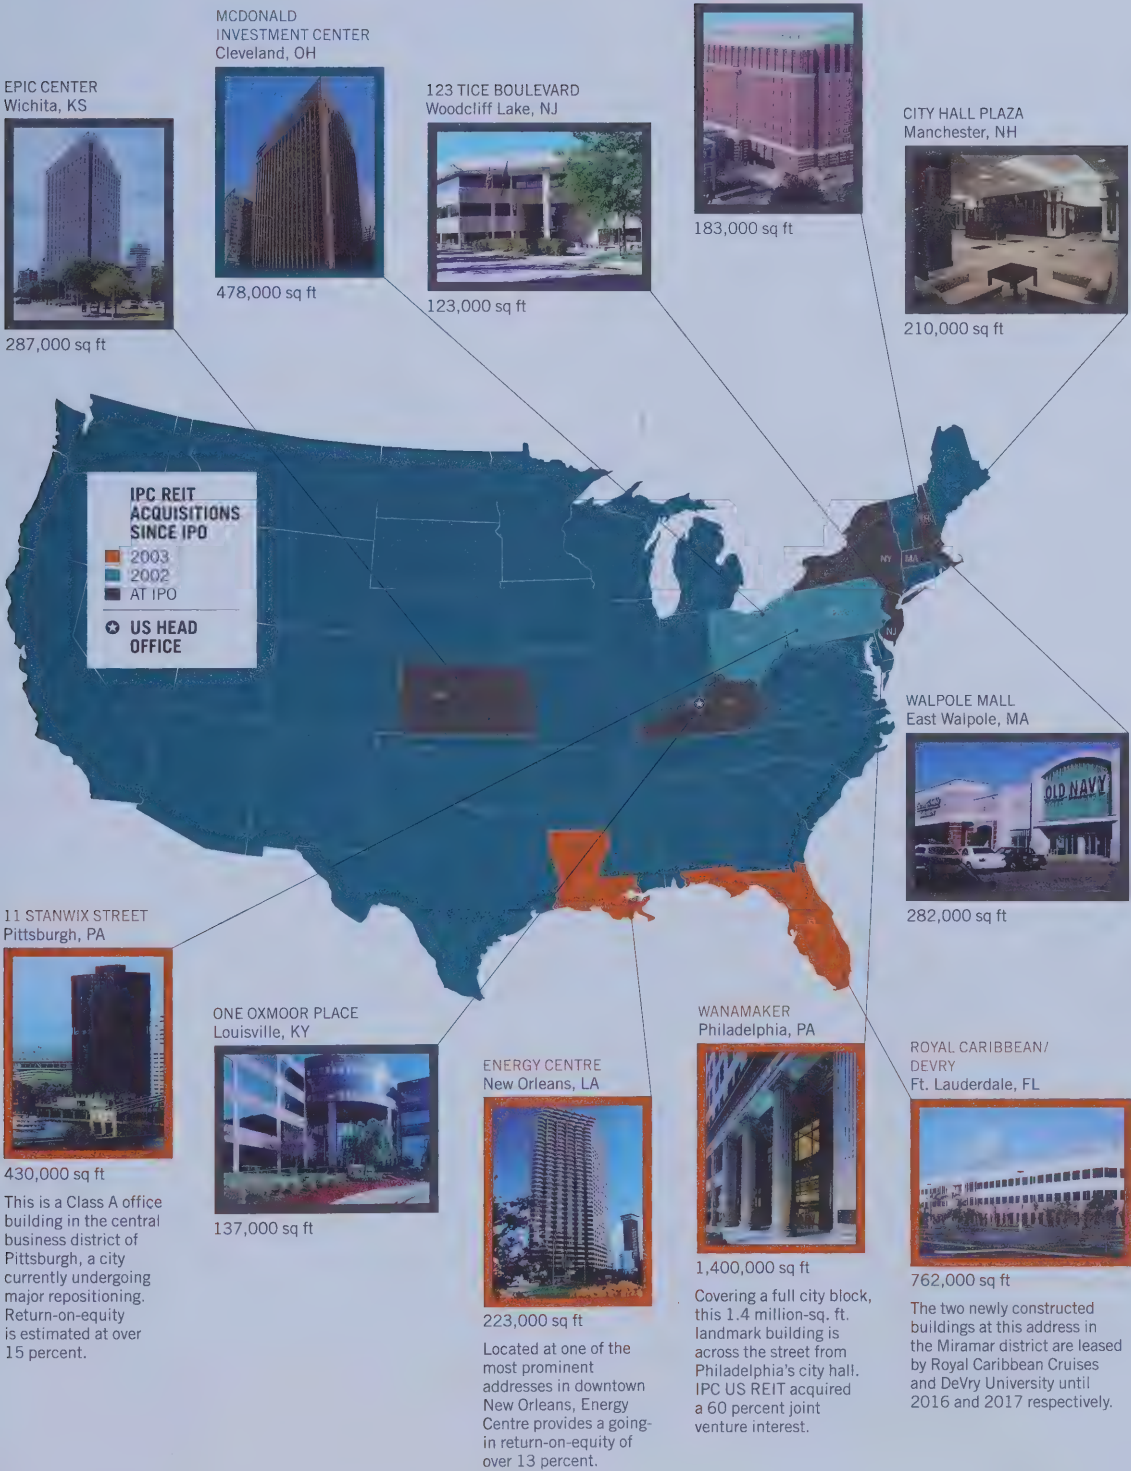 MCDONALD
INVESTMENT CENTER
Cleveland, OH
EPIC CENTER
Wichita, KS
123 TICE BOULEVARD
Woodcliff Lake, NJ
CITY HALL PLAZA
Manchester, NH
183,000 sq ft
478,000 sq ft
123,000 sq ft
210,000 sq ft
287,000 sq ft
IPC REIT
ACQUISITIONS
SINCE IPO
2003
2002
AT IPO
US HEAD
OFFICE
NH
NY
MA
NJ
WALPOLE MALL
East Walpole, MA
OLD NAVY
282,000 sq ft
11 STANWIX STREET
Pittsburgh, PA
430,000 sq ft
This is a Class A office
building in the central
business district of
Pittsburgh, a city
currently undergoing
major repositioning.
Return-on-equity
is estimated at over
15 percent.
ONE OXMOOR PLACE
Louisville, KY
137,000 sq ft
ENERGY CENTRE
New Orleans, LA
223,000 sq ft
Located at one of the
most prominent
addresses in downtown
New Orleans, Energy
Centre provides a going-
in return-on-equity of
over 13 percent.
WANAMAKER
Philadelphia, PA
1,400,000 sq ft
Covering a full city block,
this 1.4 million-sq. ft.
landmark building is
across the street from
Philadelphia's city hall.
IPC US REIT acquired
a 60 percent joint
venture interest.
ROYAL CARIBBEAN/
DEVRY
Ft. Lauderdale, FL
762,000 sq ft
The two newly constructed
buildings at this address in
the Miramar district are leased
by Royal Caribbean Cruises
and DeVry University until
2016 and 2017 respectively.